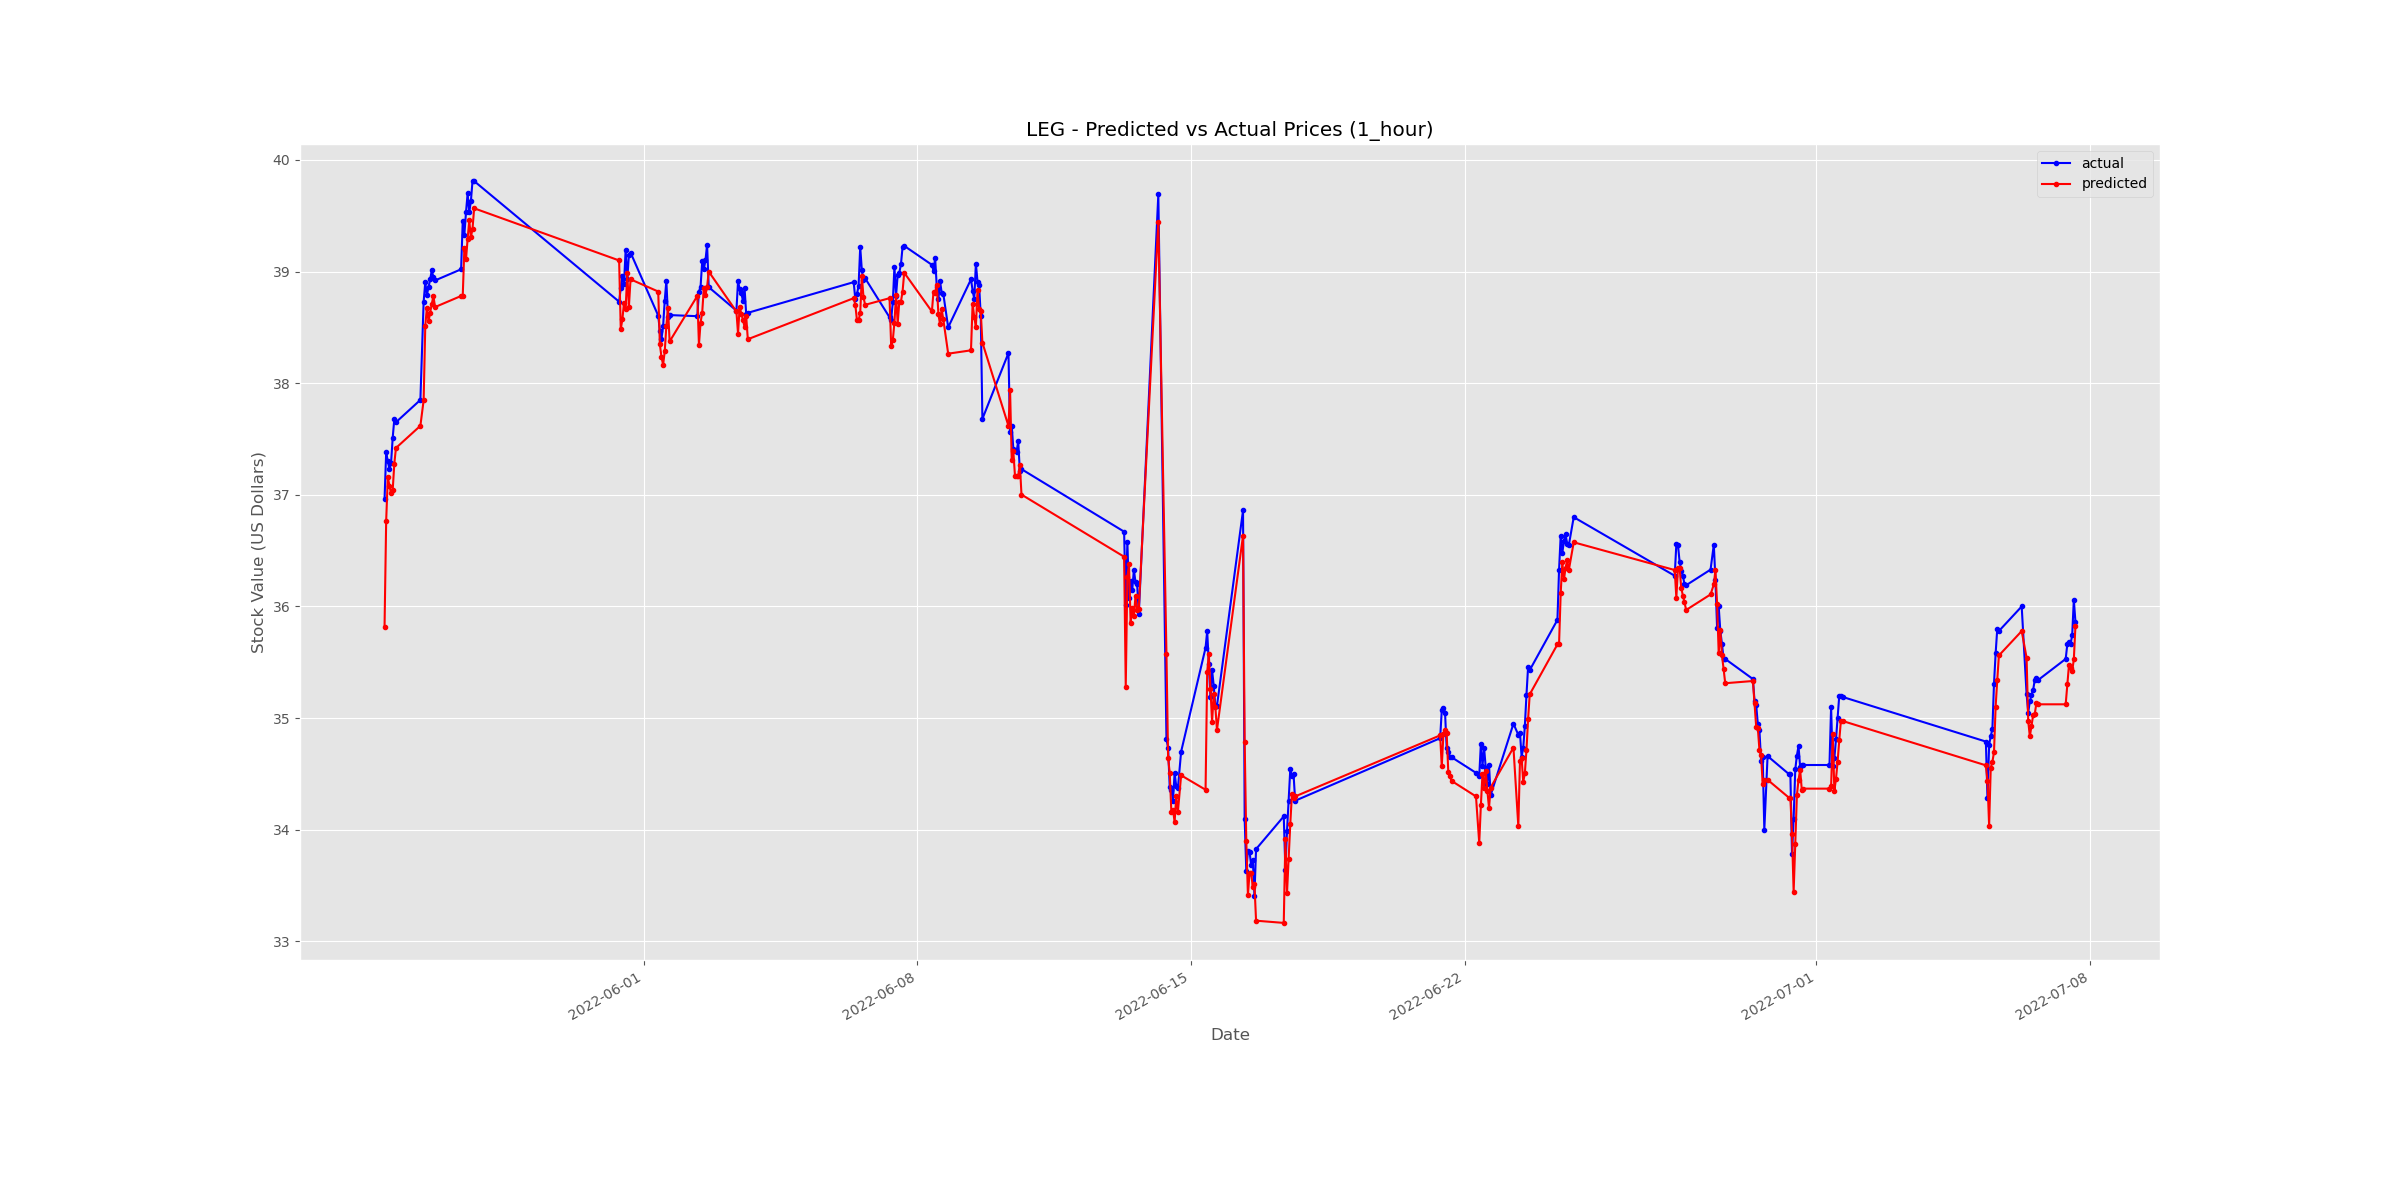 LEG - Predicted vs Actual Prices (1_hour)
actual
predicted
Stock Value (US Dollars)
40
39
38
37
36
35
34
33
2022-06-01
2022-06-08
2022-06-15
2022-06-22
2022-07-01
2022-07-08
Date